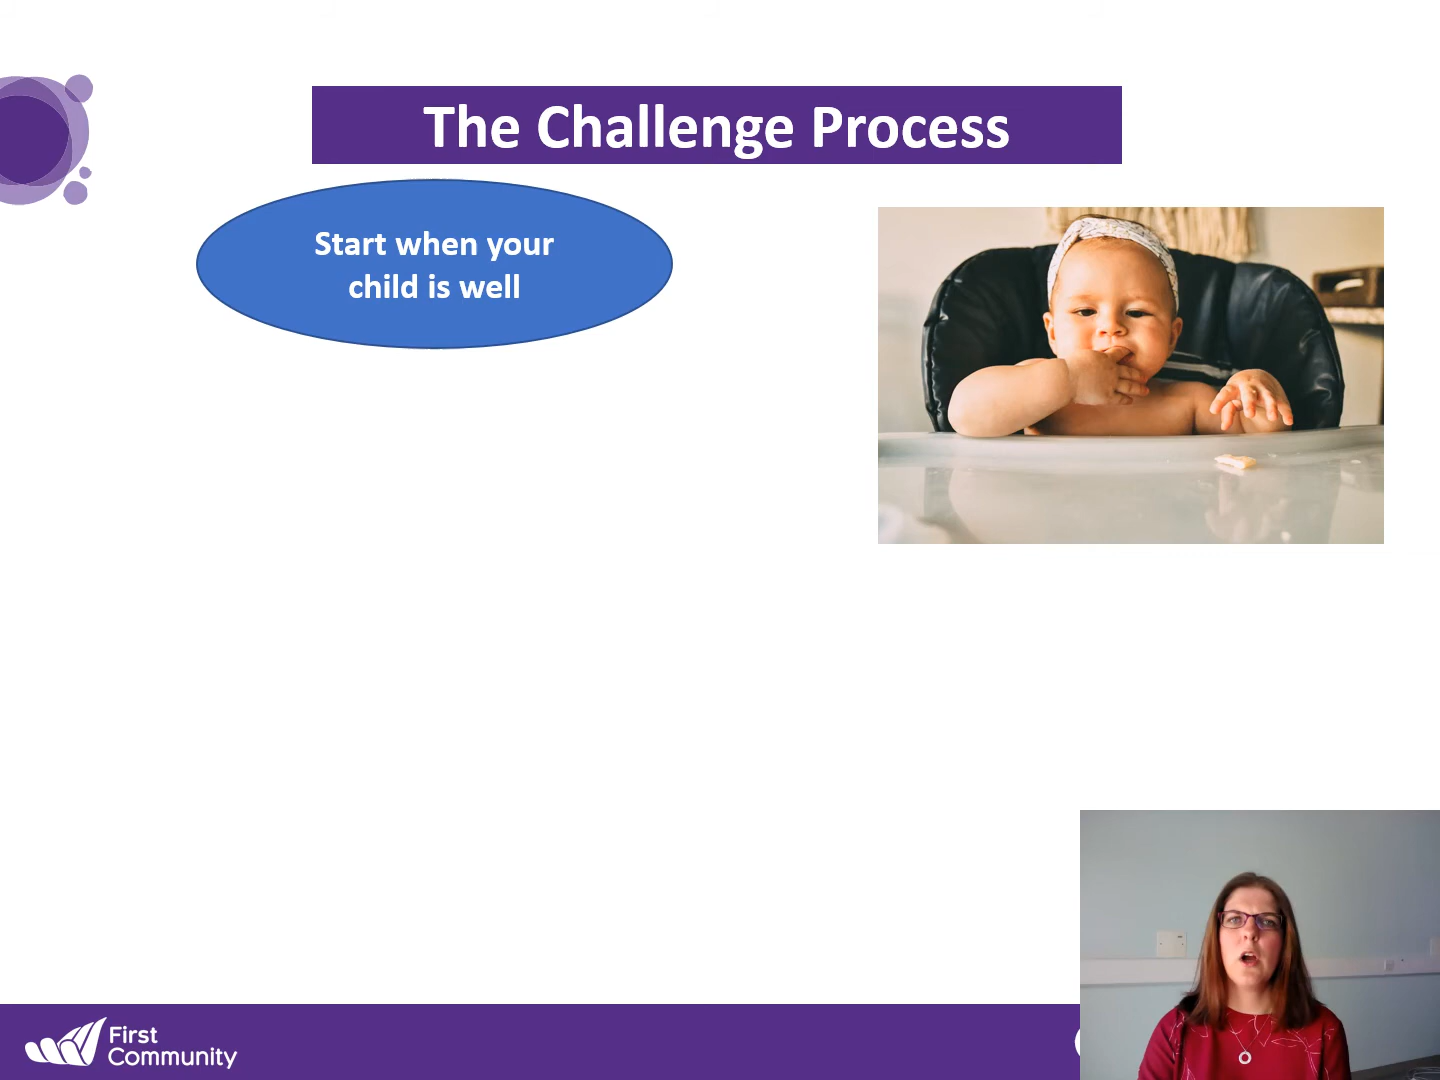 The Challenge Process
Start when your
child is well
First
Community